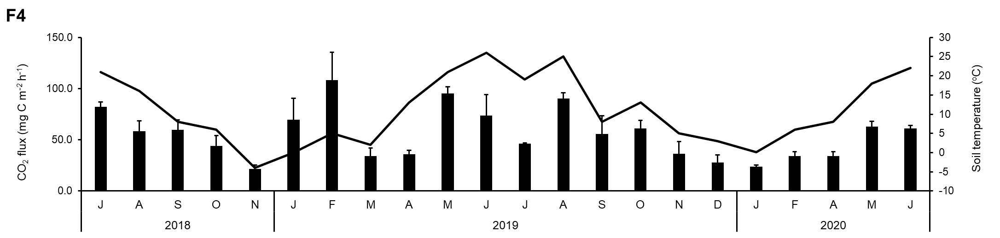 F4
150.0
100.0
50.0
0.0
CO₂ flux (mg C m⁻² h⁻¹)
30
25
20
15
10
5
0
-5
-10
Soil temperature (ºC)
J A S O N J F M A M J J A S O N D J F A M J
2018 2019 2020